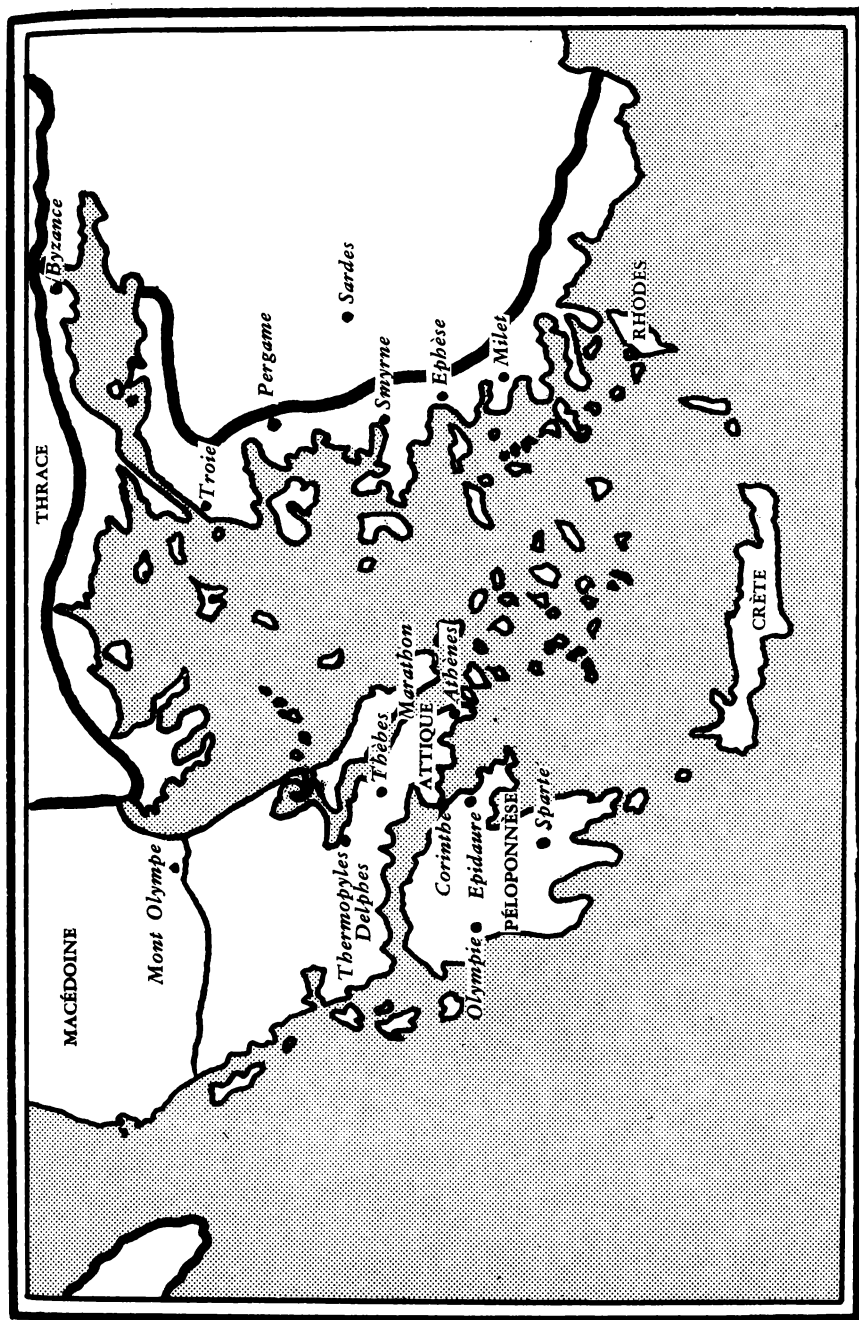 MACÉDOINE
THRACE
Byzance
Mont Olympe
Troie
Pergame
Sardes
Thermopyles
Delphes
Thèbes
Smyrne
Marathon
ATTIQUE
Athènes
Ephèse
Corinthe
Epidaure
Olympie
PÉLOPONNÈSE
Sparte
Milet
RHODES
CRÈTE